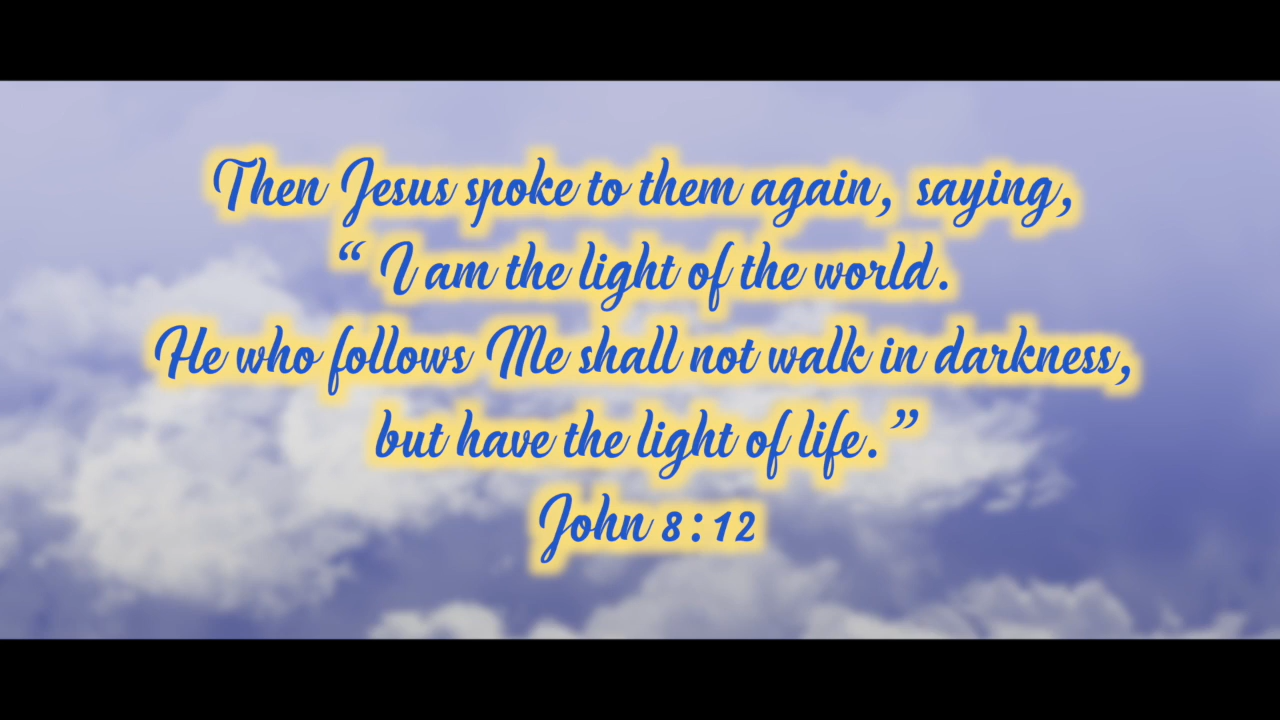 Then Jesus spoke to them again, saying,
“ I am the light of the world.
He who follows Me shall not walk in darkness,
but have the light of life.”
John 8:12